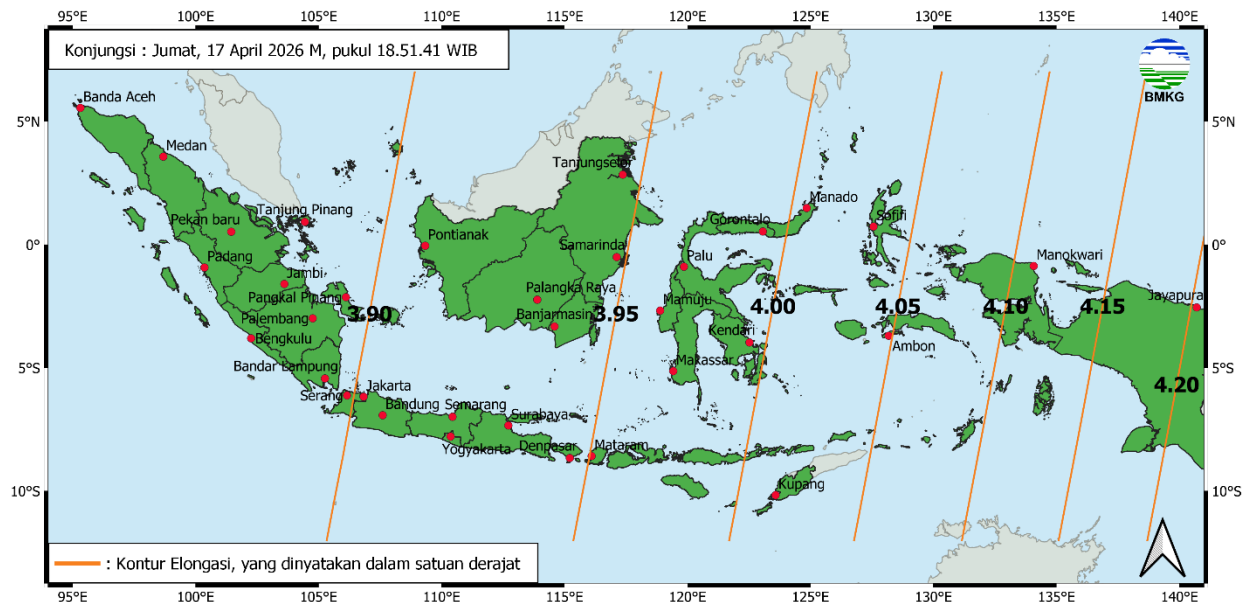 95°E 100°E 105°E 110°E 115°E 120°E 125°E 130°E 135°E 140°E
Konjungsi : Jumat, 17 April 2026 M, pukul 18.51.41 WIB
BMKG
Banda Aceh
5°N 5°N
Medan
Tanjungselor
Tanjung Pinang
Manado
Pekan baru
Gorontalo
Sofifi
0° 0°
Pontianak
Samarinda
Palu
Manokwari
Padang
Jambi
Pangkal Pinang
Palangka Raya
Mamuju
Jayapura
3.90 3.95 4.00 4.05 4.10 4.15
Palembang
Banjarmasin
Kendari
Bengkulu
Ambon
Bandar Lampung
Makassar
5°S 5°S
4.20
Serang
Jakarta
Bandung
Semarang
Surabaya
Yogyakarta
Denpasar
Mataram
Kupang
10°S 10°S
: Kontur Elongasi, yang dinyatakan dalam satuan derajat
95°E 100°E 105°E 110°E 115°E 120°E 125°E 130°E 135°E 140°E